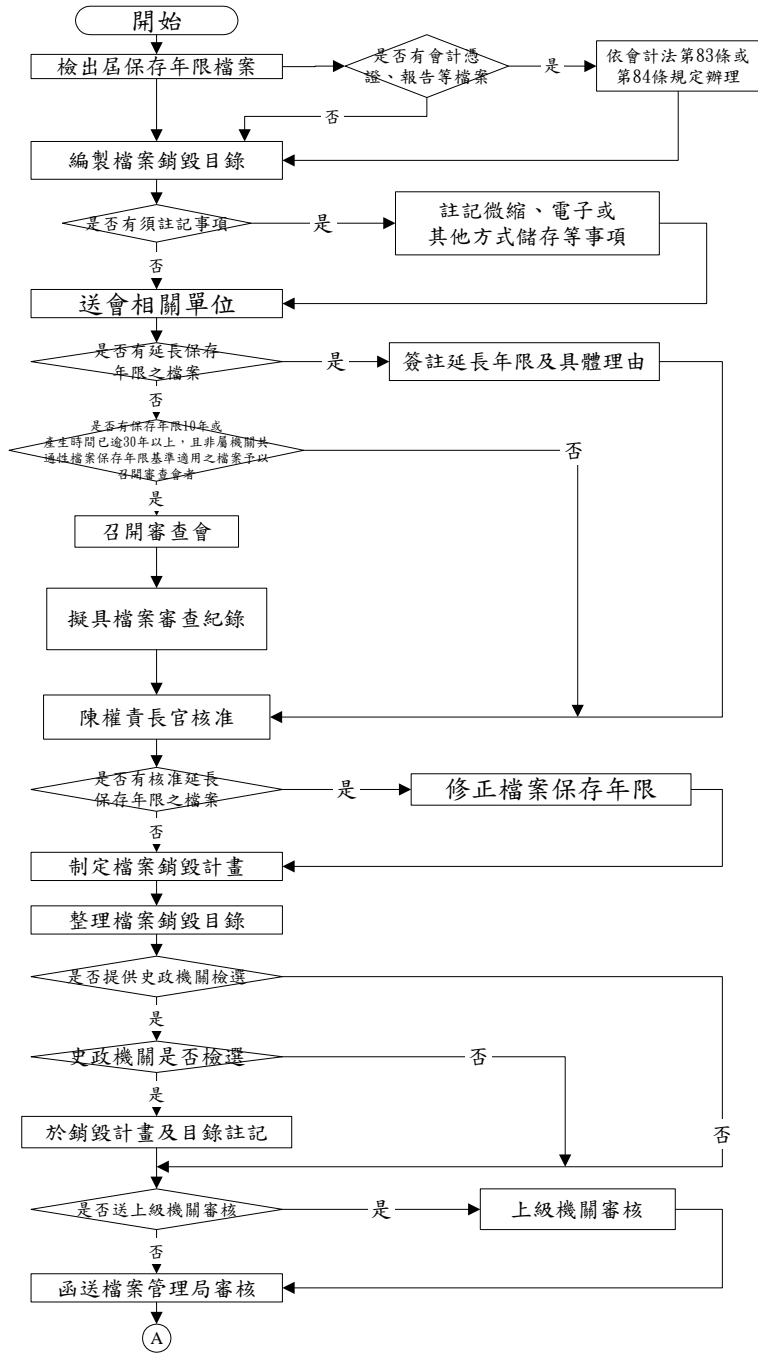 開始
檢出屆保存年限檔案
是否有會計憑
證、報告等檔案
是
依會計法第83條或
第84條規定辦理
否
編製檔案銷毀目錄
是否有須註記事項
是
註記微缩、電子或
其他方式儲存等事項
否
送會相關單位
是否有延長保存
年限之檔案
是
簽註延長年限及具體理由
否
是否有保存年限10年或
產生時間已逾30年以上，且非屬機關共
通性檔案保存年限基準適用之檔案予以
召開審查會者
否
是
召開審查會
擬具檔案審查紀錄
陳權責長官核准
是否有核准延長
保存年限之檔案
是
修正檔案保存年限
否
制定檔案銷毀計畫
整理檔案銷毀目錄
是否提供史政機關檢選
是
史政機關是否檢選
否
是
於銷毀計畫及目錄註記
否
是否送上級機關審核
是
上級機關審核
否
函送檔案管理局審核
A